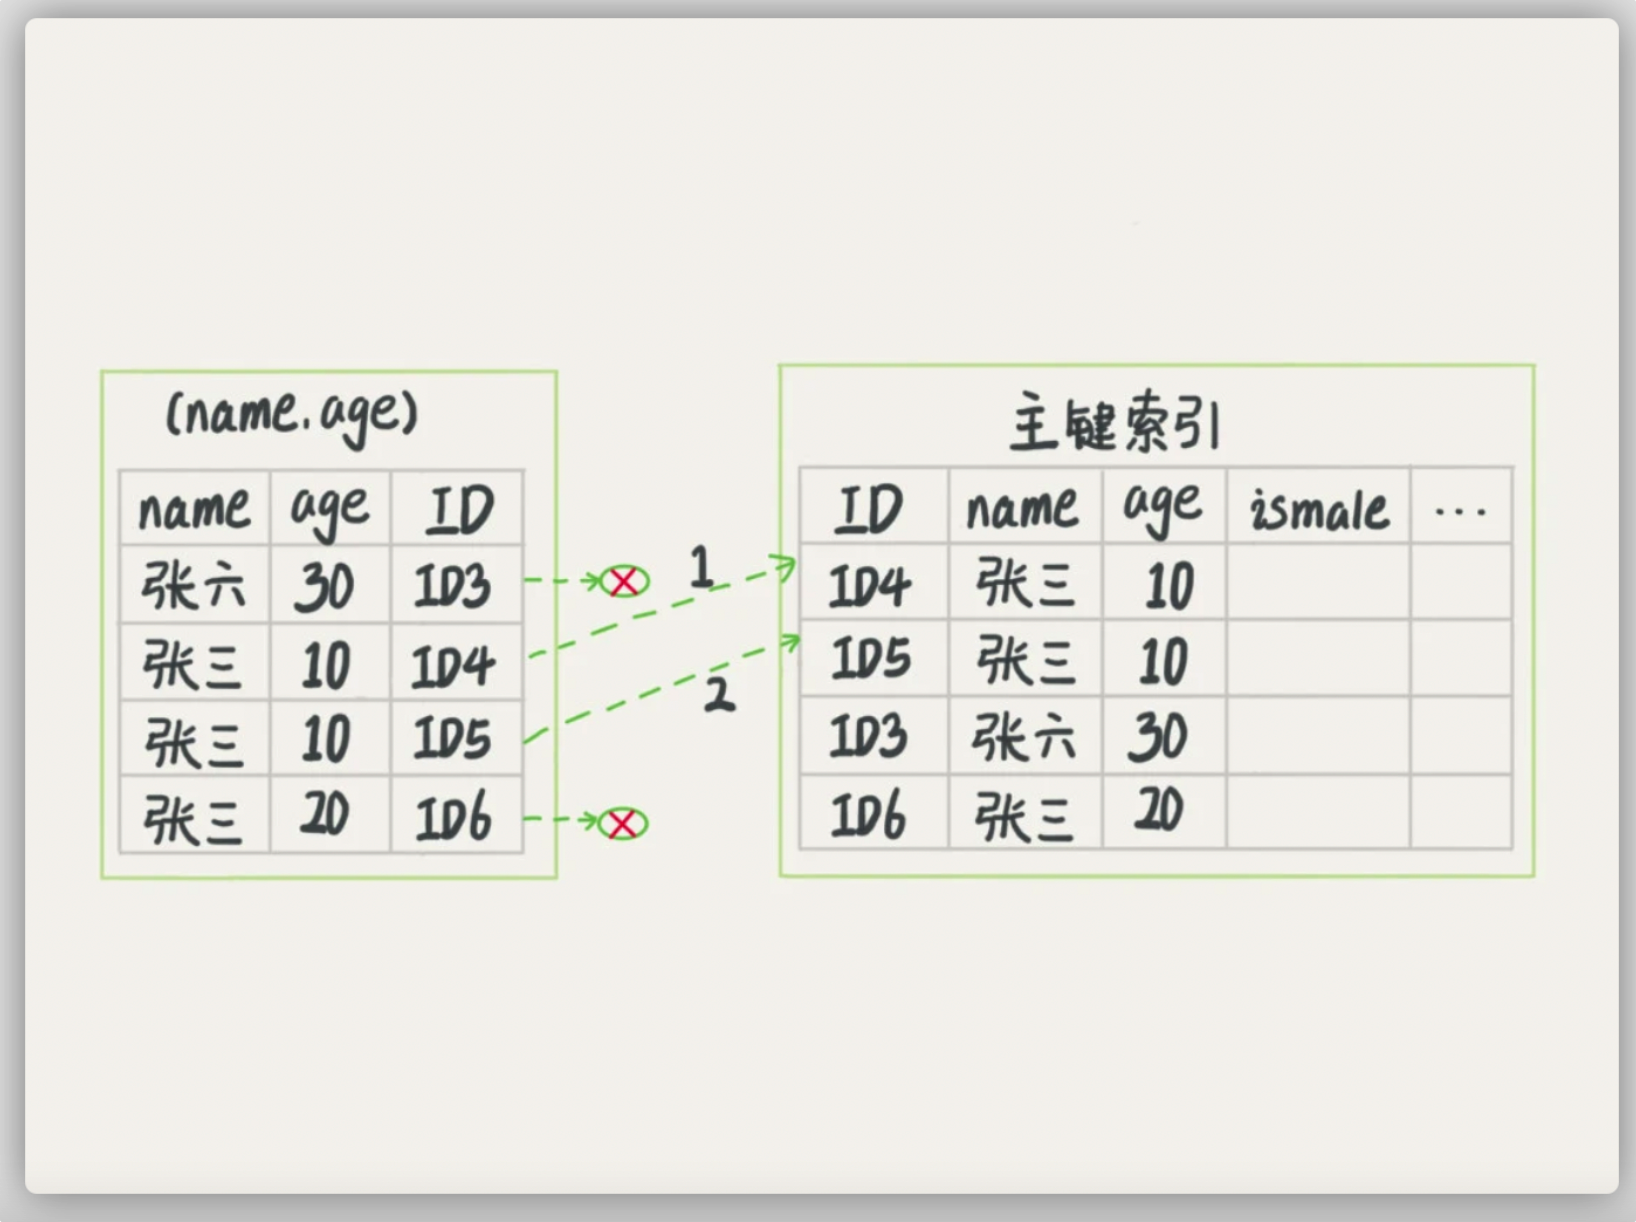 (name.age)
name age ID
张六 30 ID3
张三 10 ID4
张三 10 ID5
张三 20 ID6
1
2
主键索引
ID name age ismale ...
ID4 张三 10
ID5 张三 10
ID3 张六 30
ID6 张三 20